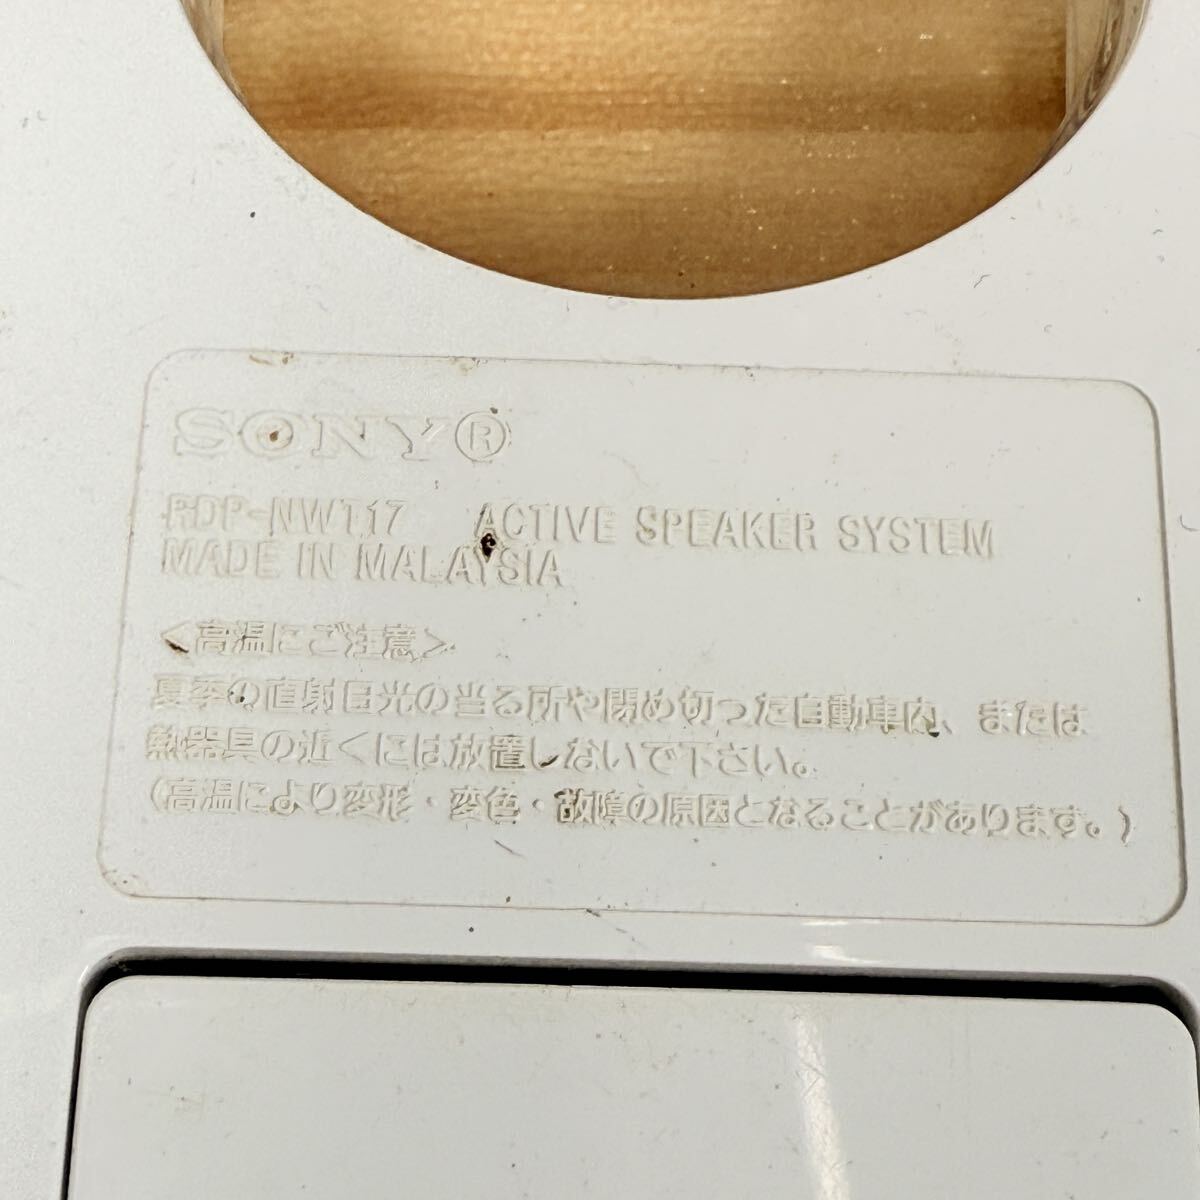 SONY®
RDP-NWT17 ACTIVE SPEAKER SYSTEM
MADE IN MALAYSIA
<高温にご注意>
夏季の直射日光の当る所や閉め切った自動車内、または
熱器具の近くには放置しないで下さい。
(高温により変形・変色・故障の原因となることがあります。)